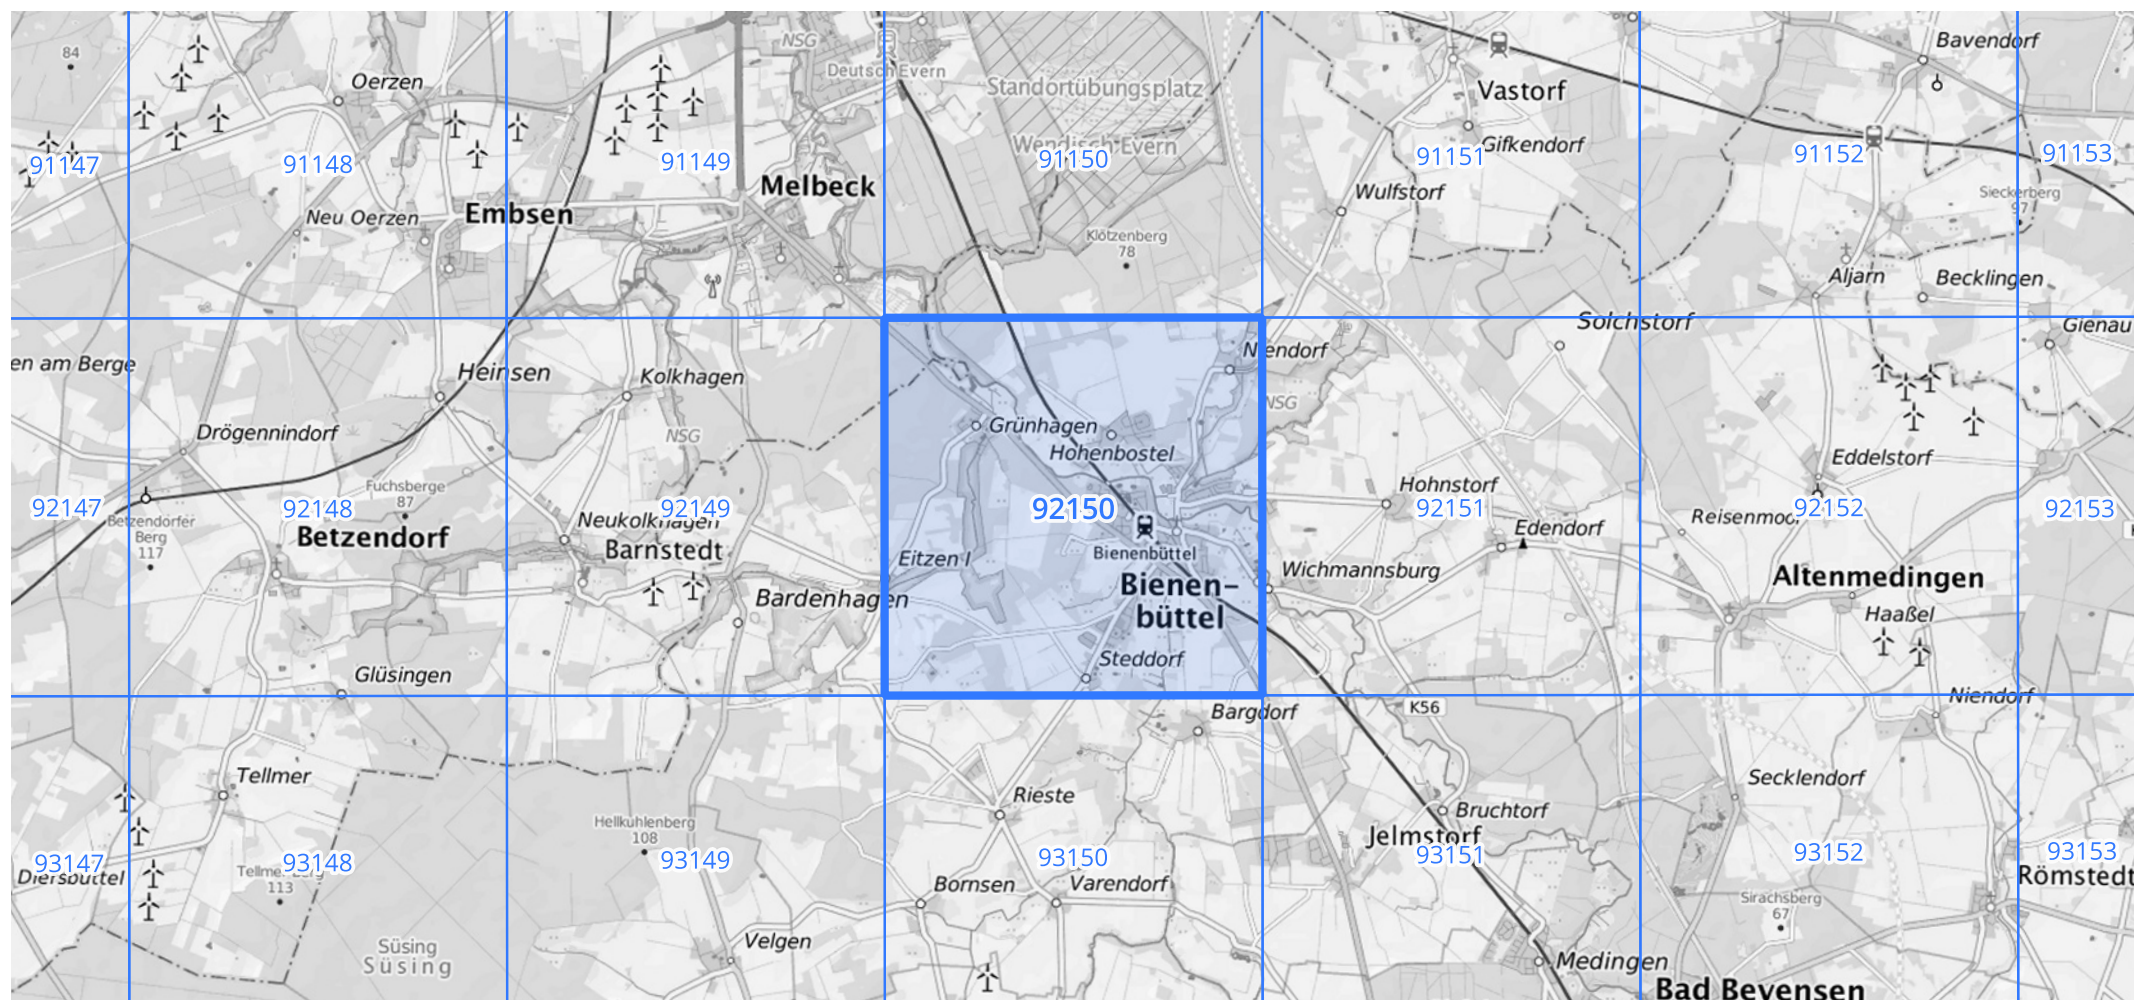 84
Oerzen
NSG
Deutsch Evern
Standortübungsplatz
Wendisch Evern
Vastorf
Gifkendorf
Bavendorf
91147
91148
91149
91150
91151
91152
91153
Melbeck
Wulfstorf
Sieckerberg
97
Neu Oerzen
Embsen
Klötzenberg
78
Aljarn
Becklingen
Solchstorf
Gienau
en am Berge
Heinsen
Kolkhagen
Niendorf
NSG
Drögennindorf
NSG
Grünhagen
Hohenbostel
Eddelstorf
Fuchsberge
87
Hohnstorf
92147
92148
92149
92150
92151
92152
92153
Betzendorfer
Berg
117
Betzendorf
Neukolkhagen
Barnstedt
Edendorf
Reisenmoor
Eitzen I
Bienenbüttel
Bienen-
büttel
Wichmannsburg
Altenmedingen
Haaßel
Bardenhagen
Steddorf
Glüsingen
Niendorf
Bargdorf
K56
Tellmer
Rieste
Secklendorf
Bruchtorf
Hellkuhlenberg
108
Jelmstorf
93147
93148
93149
93150
93151
93152
93153
Diersbüttel
113
Bornsen
Varendorf
Sirachsberg
67
Römstedt
Süsing
Süsing
Velgen
Medingen
Bad Bevensen